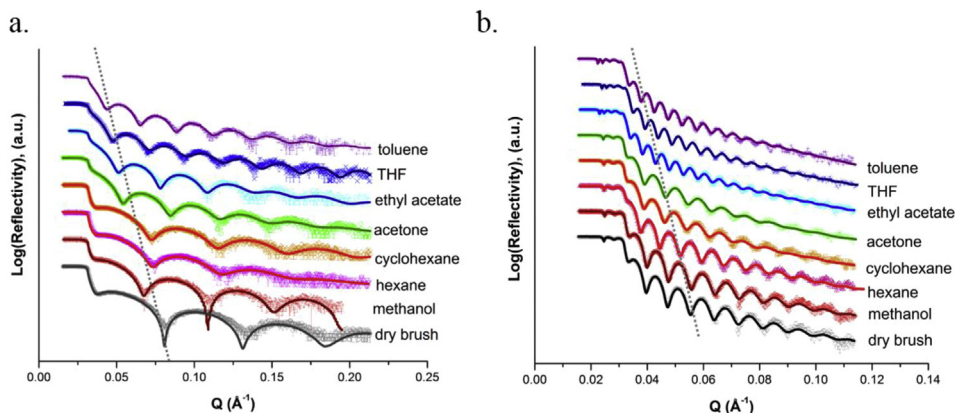 a.
Log(Reflectivity), (a.u.)
toluene
THF
ethyl acetate
acetone
cyclohexane
hexane
methanol
dry brush
0.00 0.05 0.10 0.15 0.20 0.25
Q (Å⁻¹)
b.
Log(Reflectivity), (a.u.)
toluene
THF
ethyl acetate
acetone
cyclohexane
hexane
methanol
dry brush
0.00 0.02 0.04 0.06 0.08 0.10 0.12 0.14
Q (Å⁻¹)